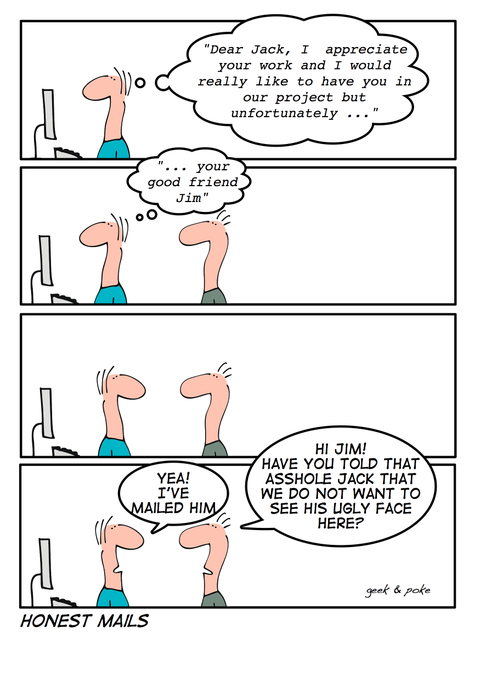 "Dear Jack, I appreciate
your work and I would
really like to have you in
our project but
unfortunately ..."
"... your
good friend
Jim"
HI JIM!
HAVE YOU TOLD THAT
ASSHOLE JACK THAT
WE DO NOT WANT TO
SEE HIS UGLY FACE
HERE?
YEA!
I'VE
MAILED HIM
geek & poke
HONEST MAILS